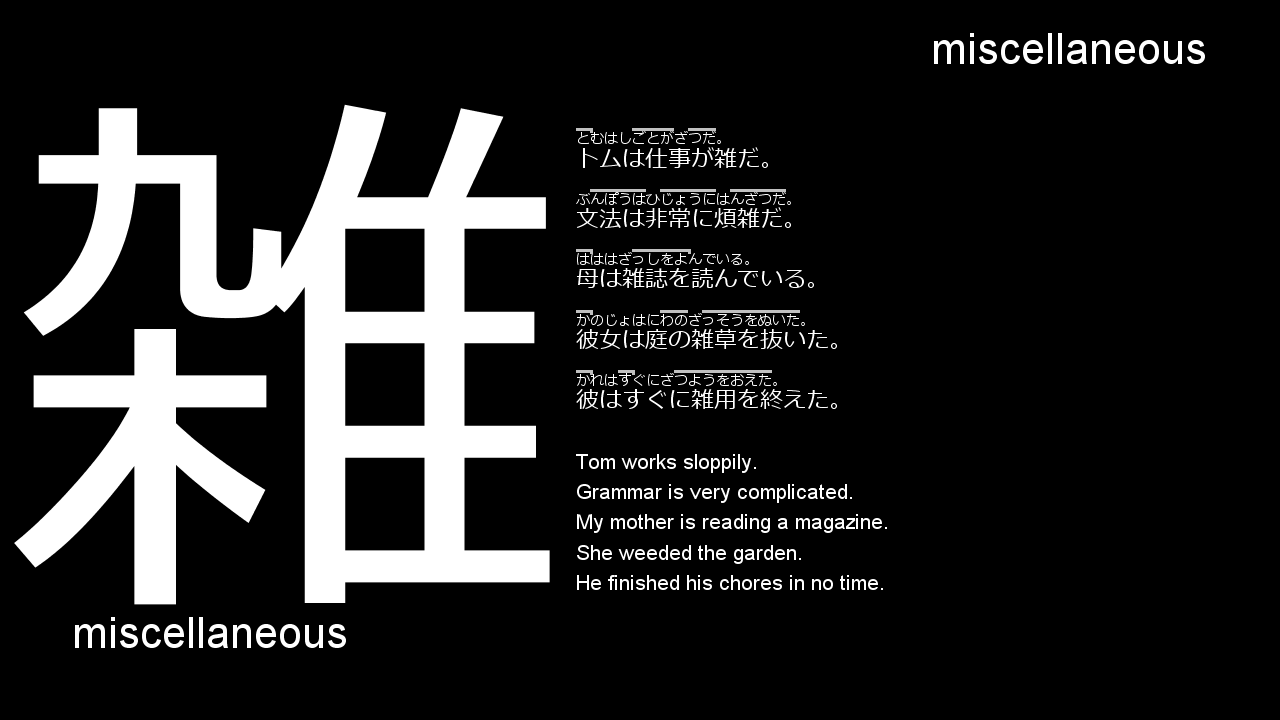 miscellaneous
雑
とむはしごとがざつだ。
トムは仕事が雑だ。
ぶんぽうはひじょうにはんざつだ。
文法は非常に煩雑だ。
はははざっしをよんでいる。
母は雑誌を読んでいる。
かのじょはにわのざっそうをぬいた。
彼女は庭の雑草を抜いた。
かれはすぐにざつようをおえた。
彼はすぐに雑用を終えた。
Tom works sloppily.
Grammar is very complicated.
My mother is reading a magazine.
She weeded the garden.
He finished his chores in no time.
miscellaneous